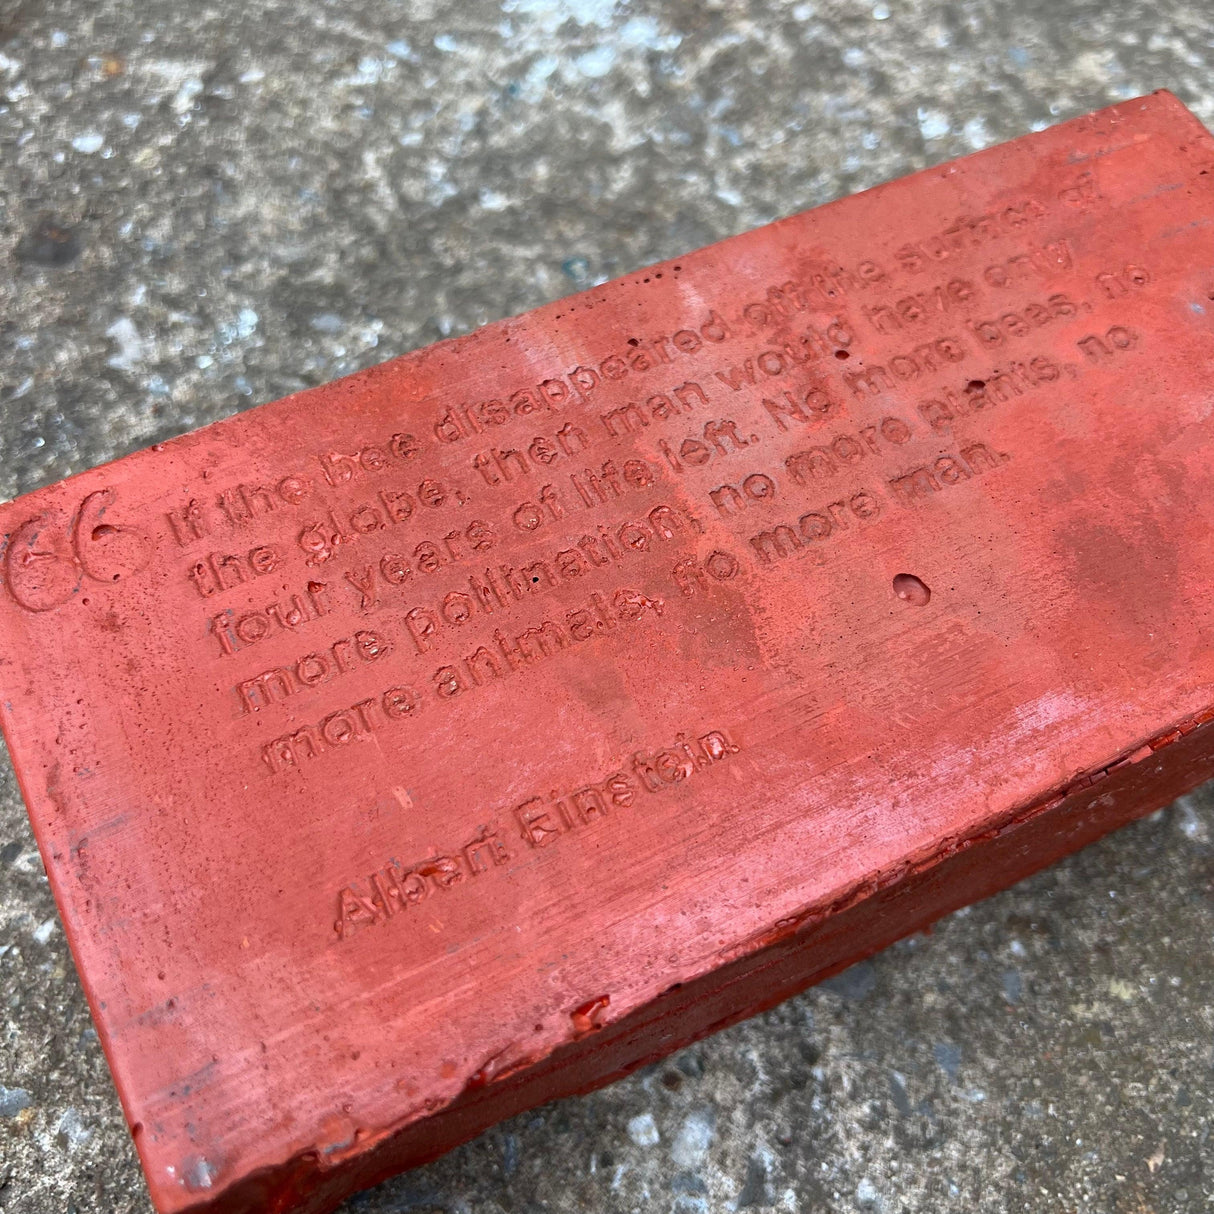 “ If the bee disappeared off the surface of
the globe, then man would have only
four years of life left. No more bees, no
more pollination, no more plants, no
more animals, no more man.
Albert Einstein.